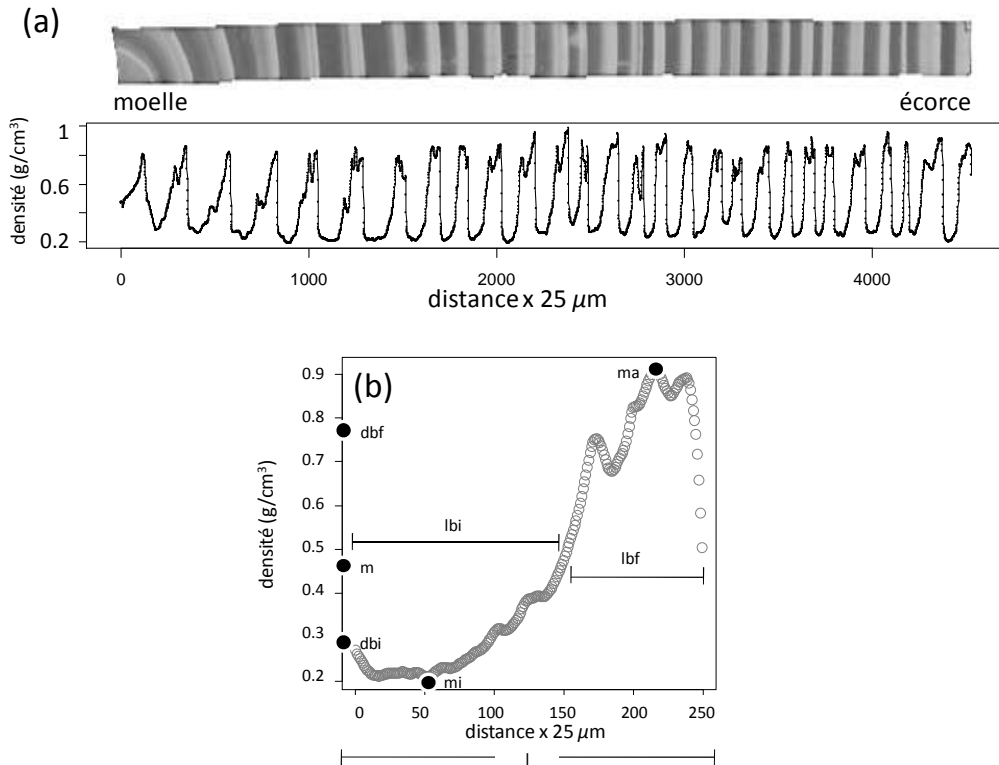 (a)
moelle écorce
densité (g/cm³)
1
0.6
0.2
0 1000 2000 3000 4000
distance x 25 µm
(b)
densité (g/cm³)
0.9
0.8
0.7
0.6
0.5
0.4
0.3
0.2
ma
dbf
lbi
m
lbf
dbi
mi
0 50 100 150 200 250
distance x 25 µm
l